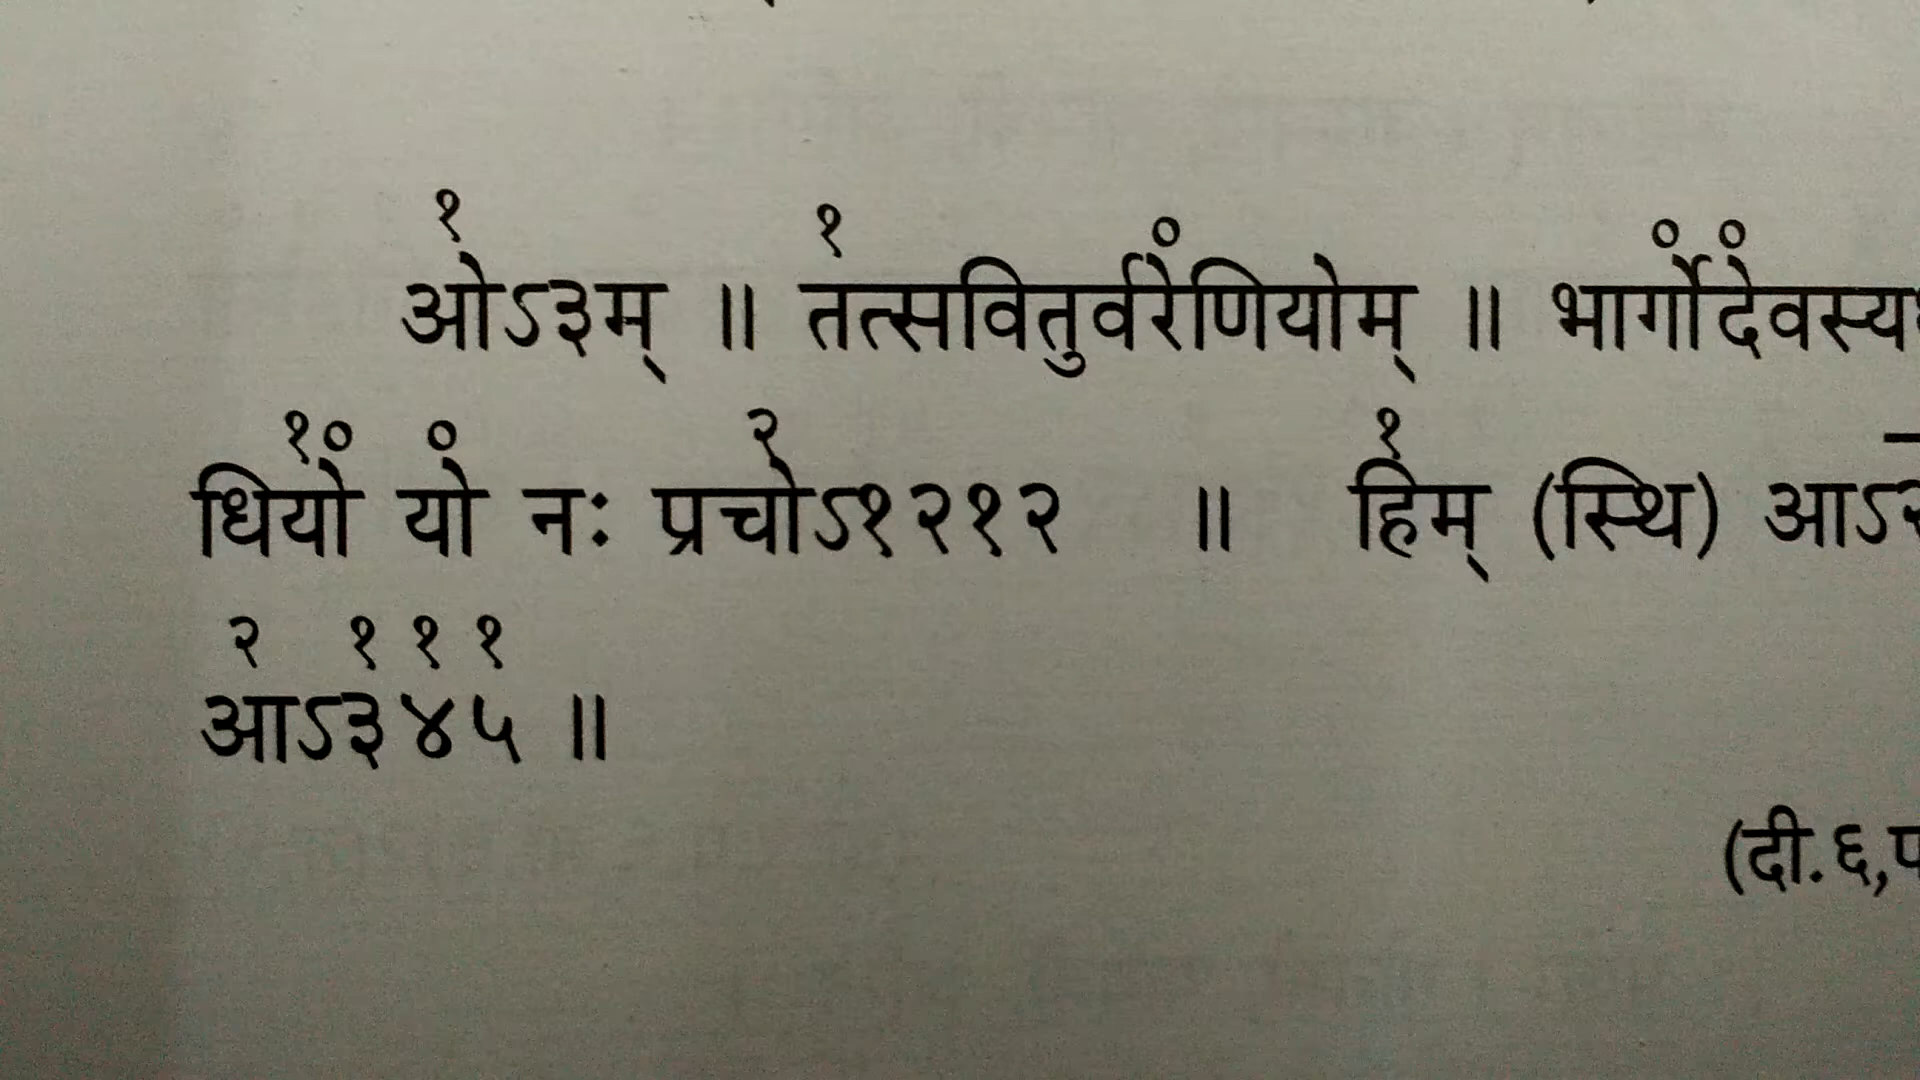 १ १ ० ० ०
ओऽ३म् ॥ तत्सवितुर्वरेणियोम् ॥ भार्गोदेवस्य
१० ० २ १
धियो यो नः प्रचोऽ१२१२ ॥ हिम् (स्थि) आऽ२
२ १ १ १
आऽ३४५ ॥
(दी.६,प